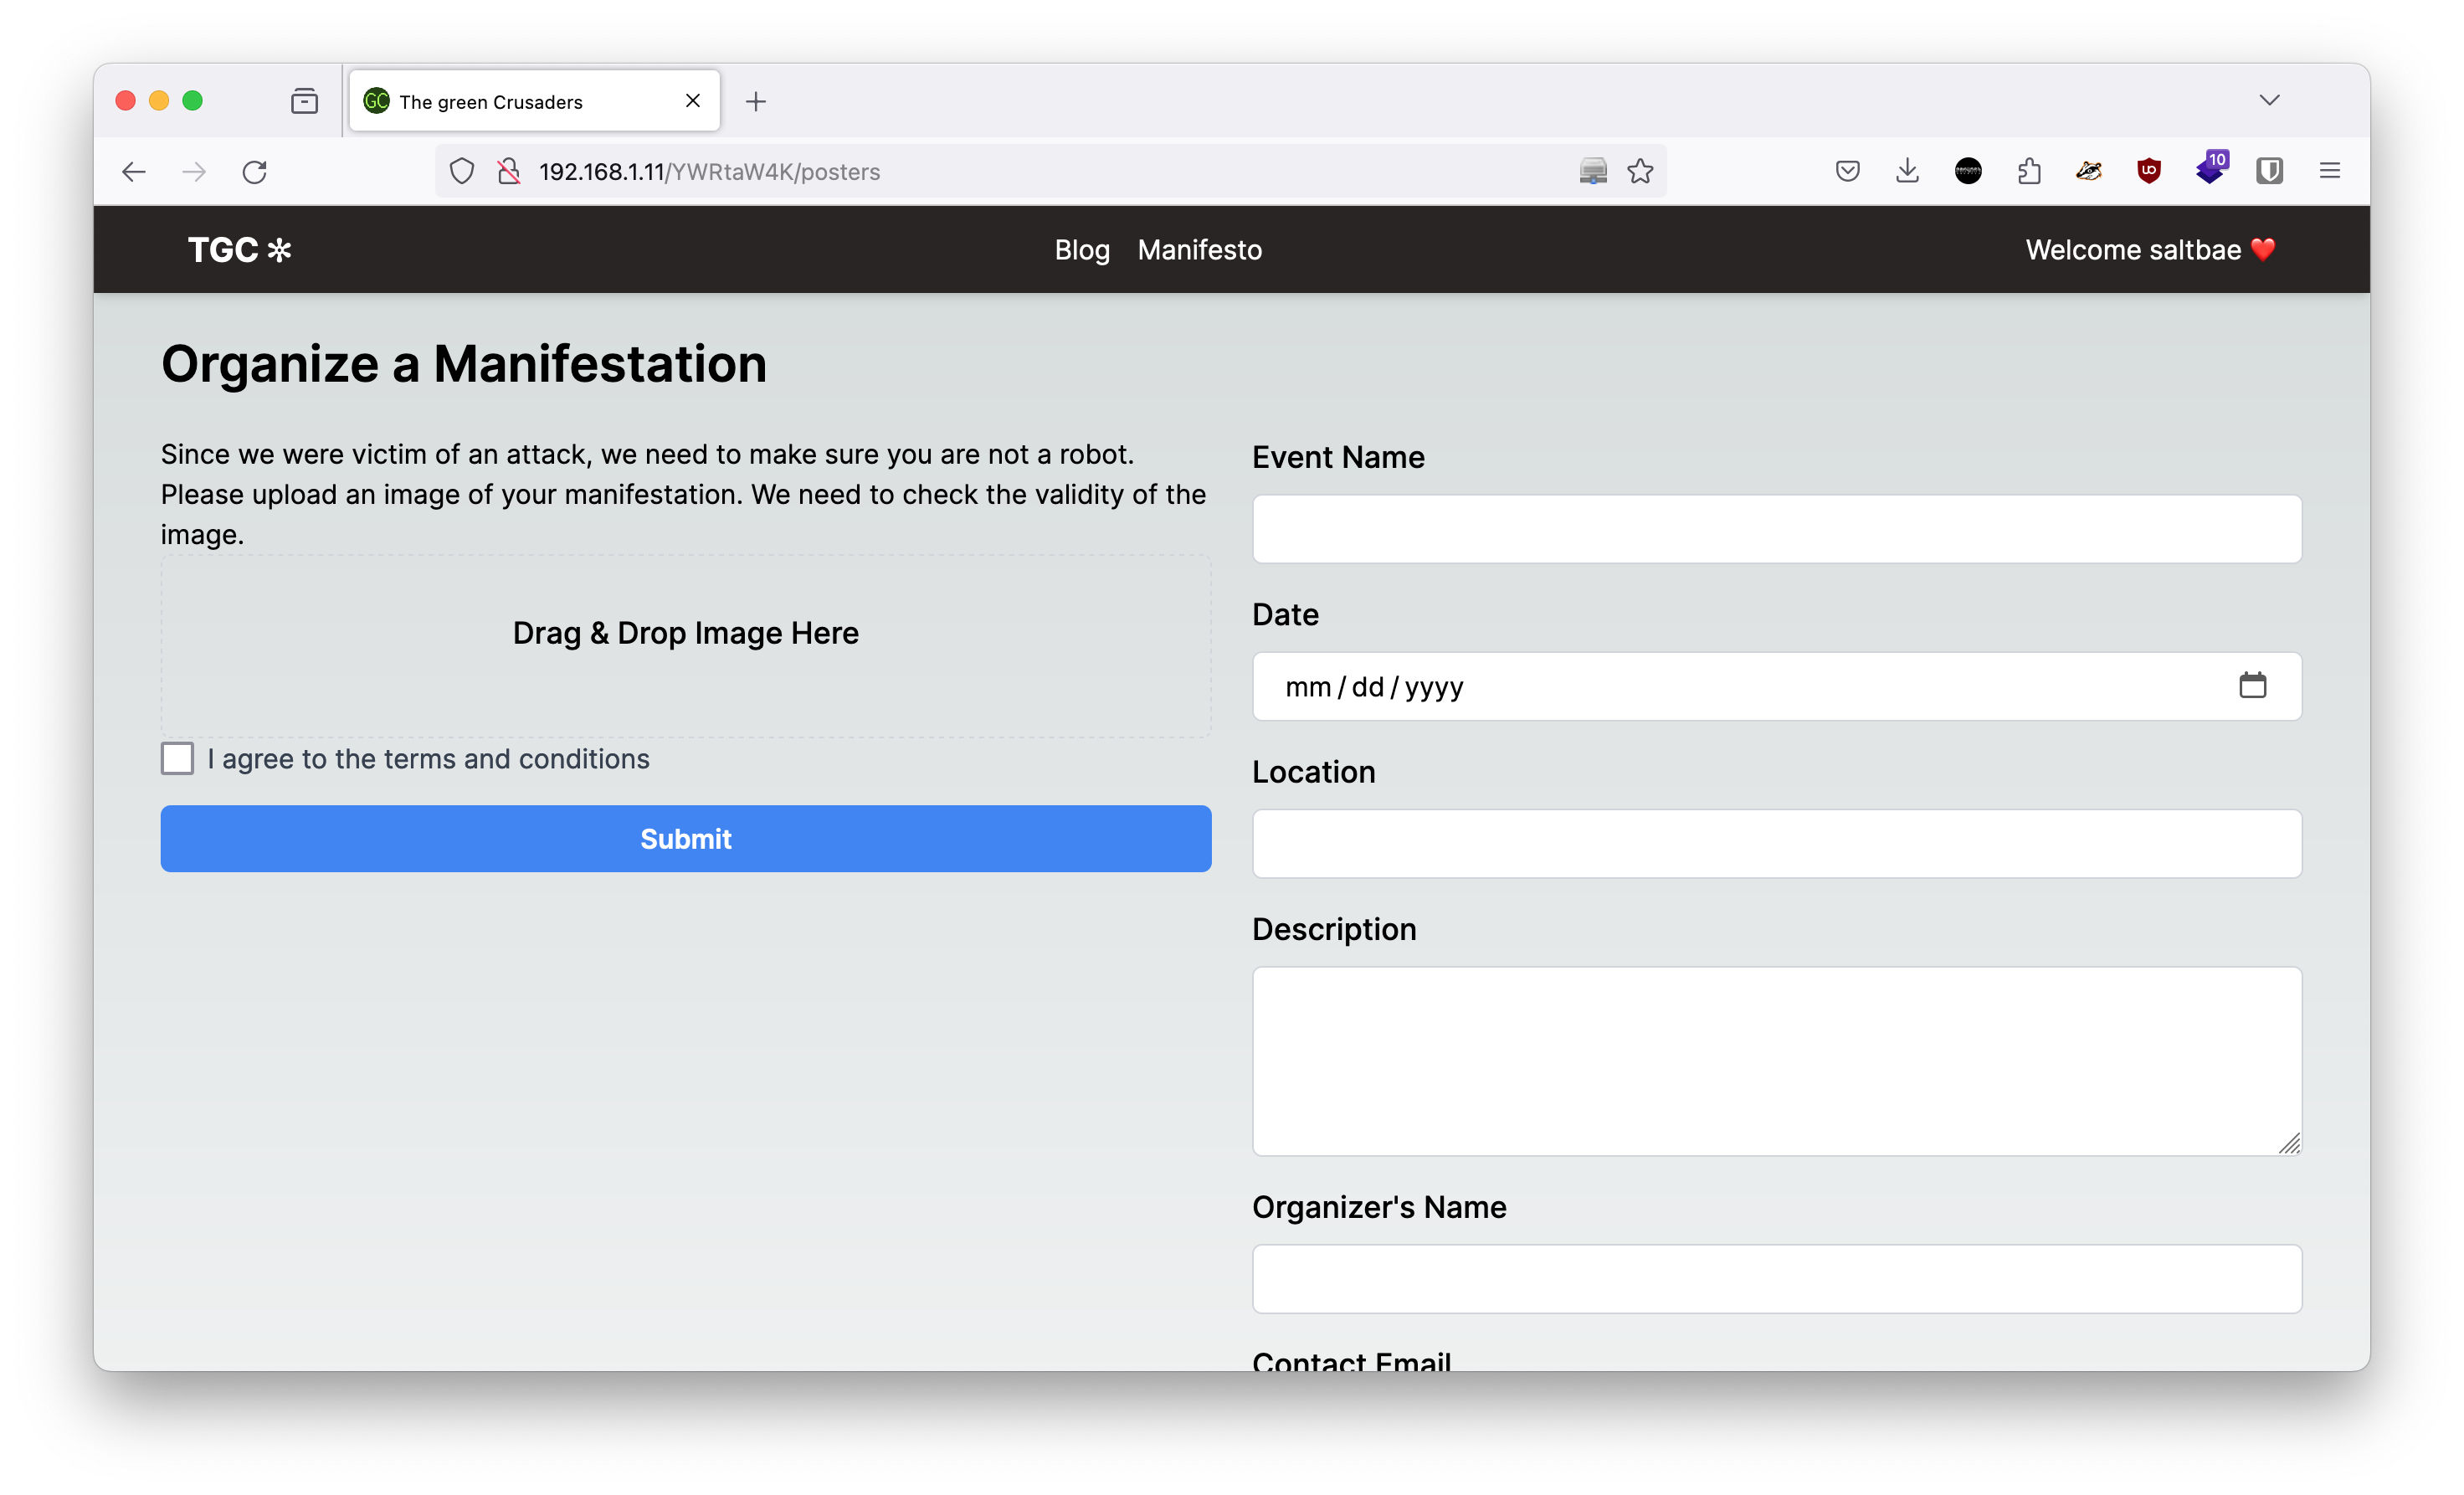 The green Crusaders
10
192.168.1.11/YWRtaW4K/posters
TGC
Blog Manifesto
Welcome saltbae ❤️
Organize a Manifestation
Since we were victim of an attack, we need to make sure you are not a robot.
Please upload an image of your manifestation. We need to check the validity of the
image.
Drag & Drop Image Here
I agree to the terms and conditions
Submit
Event Name
Date
mm / dd / yyyy
Location
Description
Organizer's Name
Contact Email